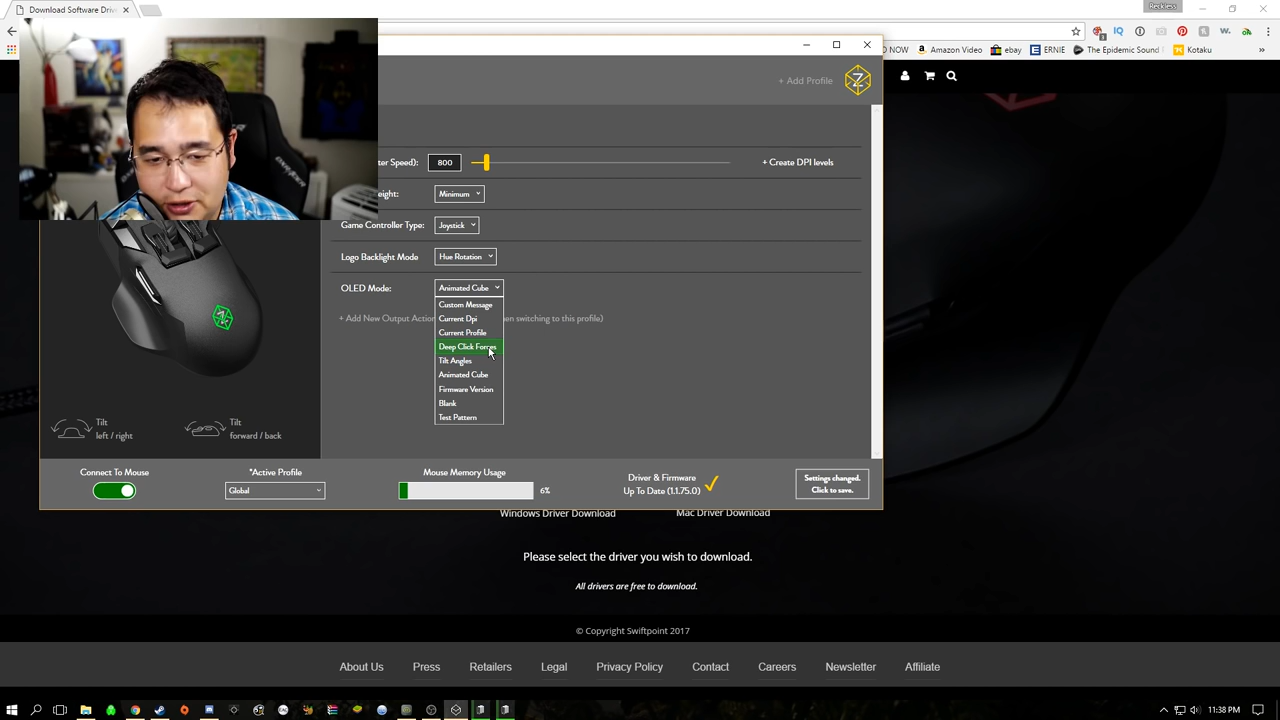 Download Software Driv
Reckless
NOW
Amazon Video
ebay
ERNIE
The Epidemic Sound
Kotaku
+ Add Profile
ter Speed):
800
+ Create DPI levels
eight:
Minimum
Game Controller Type:
Joystick
Logo Backlight Mode
Hue Rotation
OLED Mode:
Animated Cube
Custom Message
+ Add New Output Action
en switching to this profile)
Current Dpi
Current Profile
Deep Click Forces
Tilt Angles
Animated Cube
Firmware Version
Blank
Test Pattern
Tilt
left / right
Tilt
forward / back
Connect To Mouse
*Active Profile
Global
Mouse Memory Usage
6%
Driver & Firmware
Up To Date (1.1.75.0)
Settings changed.
Click to save.
Windows Driver Download
Mac Driver Download
Please select the driver you wish to download.
All drivers are free to download.
© Copyright Swiftpoint 2017
About Us
Press
Retailers
Legal
Privacy Policy
Contact
Careers
Newsletter
Affiliate
11:38 PM